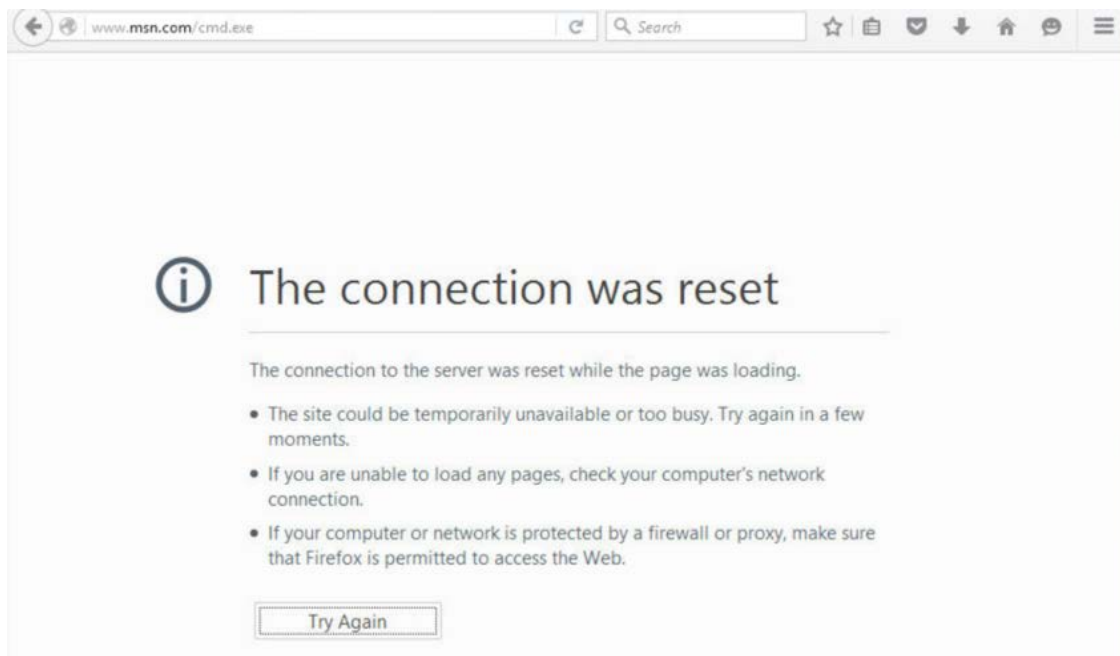 www.msn.com/cmd.exe
Search
The connection was reset
The connection to the server was reset while the page was loading.
• The site could be temporarily unavailable or too busy. Try again in a few
moments.
• If you are unable to load any pages, check your computer's network
connection.
• If your computer or network is protected by a firewall or proxy, make sure
that Firefox is permitted to access the Web.
Try Again